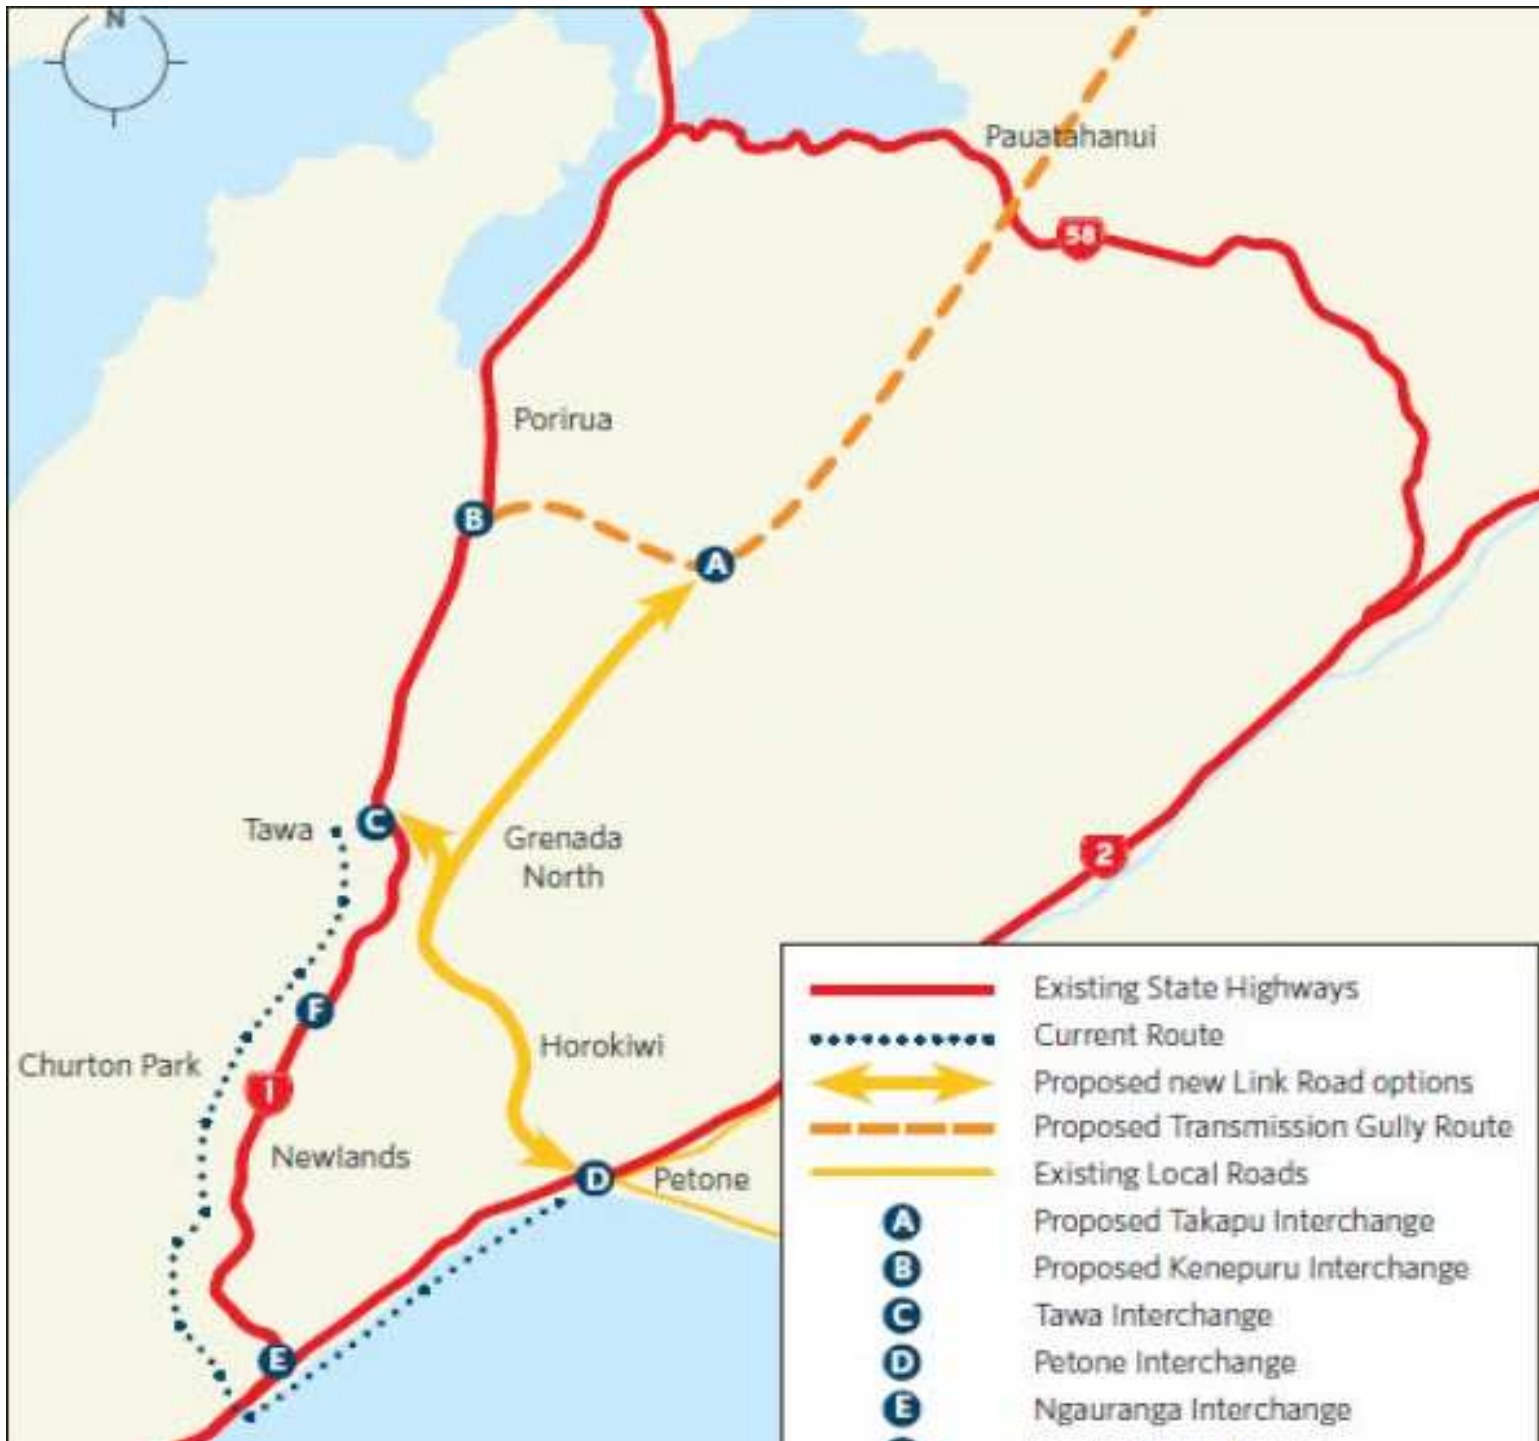 N
Pauatahanui
58
Porirua
B
A
Tawa
C
Grenada
North
2
F
Churton Park
1
Horokiwi
Newlands
D
Petone
E
Existing State Highways
Current Route
Proposed new Link Road options
Proposed Transmission Gully Route
Existing Local Roads
A Proposed Takapu Interchange
B Proposed Kenepuru Interchange
C Tawa Interchange
D Petone Interchange
E Ngauranga Interchange